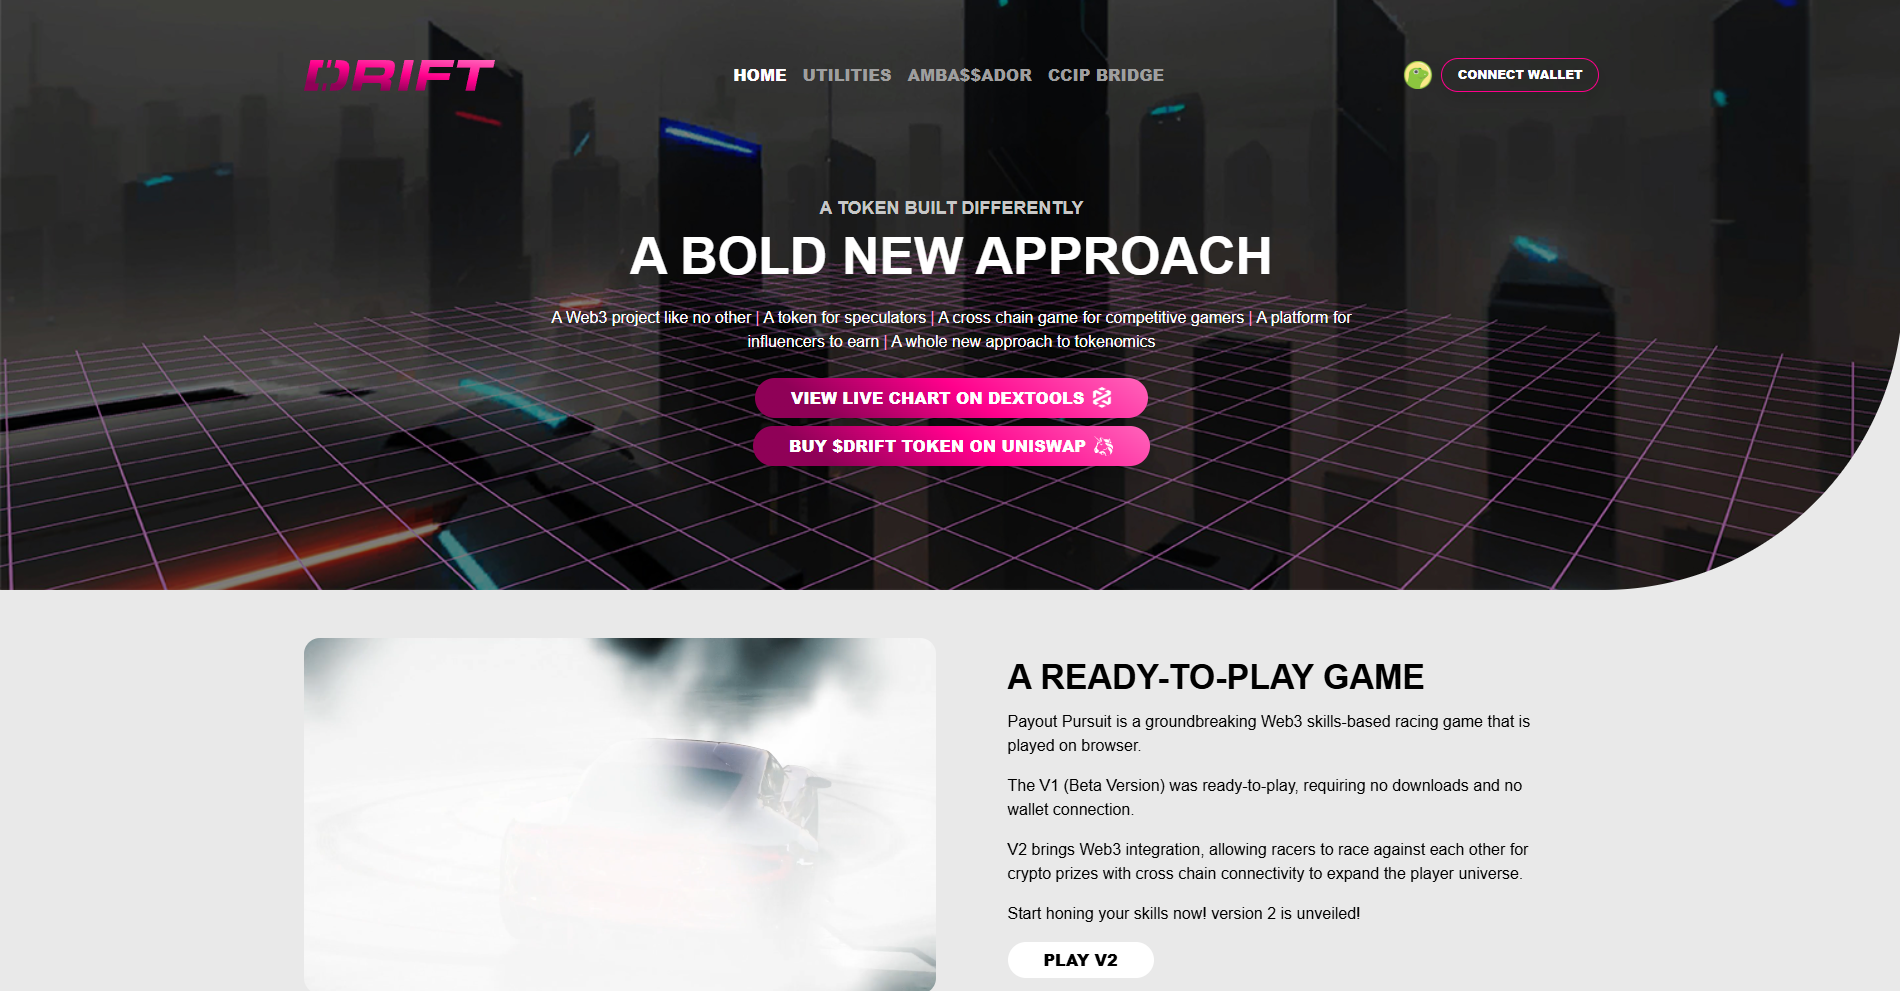 DRIFT
HOME UTILITIES AMBA$$ADOR CCIP BRIDGE
CONNECT WALLET
A TOKEN BUILT DIFFERENTLY
A BOLD NEW APPROACH
A Web3 project like no other | A token for speculators | A cross chain game for competitive gamers | A platform for
influencers to earn | A whole new approach to tokenomics
VIEW LIVE CHART ON DEXTOOLS
BUY $DRIFT TOKEN ON UNISWAP
A READY-TO-PLAY GAME
Payout Pursuit is a groundbreaking Web3 skills-based racing game that is
played on browser.
The V1 (Beta Version) was ready-to-play, requiring no downloads and no
wallet connection.
V2 brings Web3 integration, allowing racers to race against each other for
crypto prizes with cross chain connectivity to expand the player universe.
Start honing your skills now! version 2 is unveiled!
PLAY V2